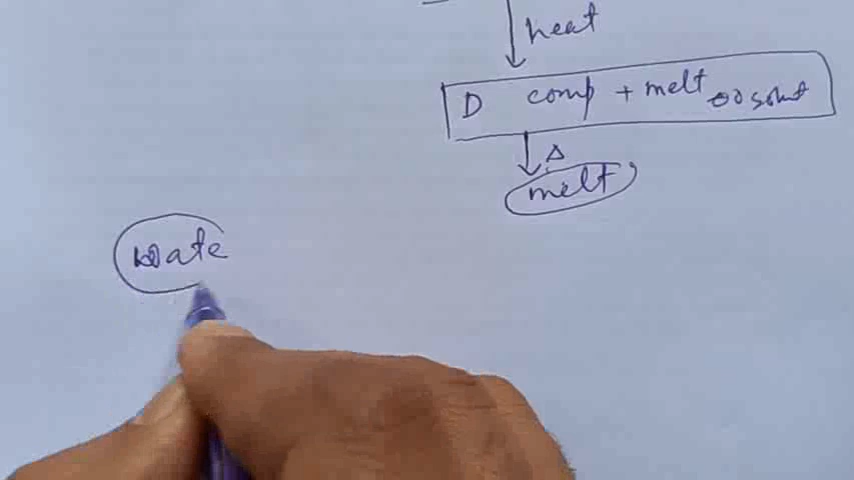 heat
D comp + melt
Δ
melt
wate